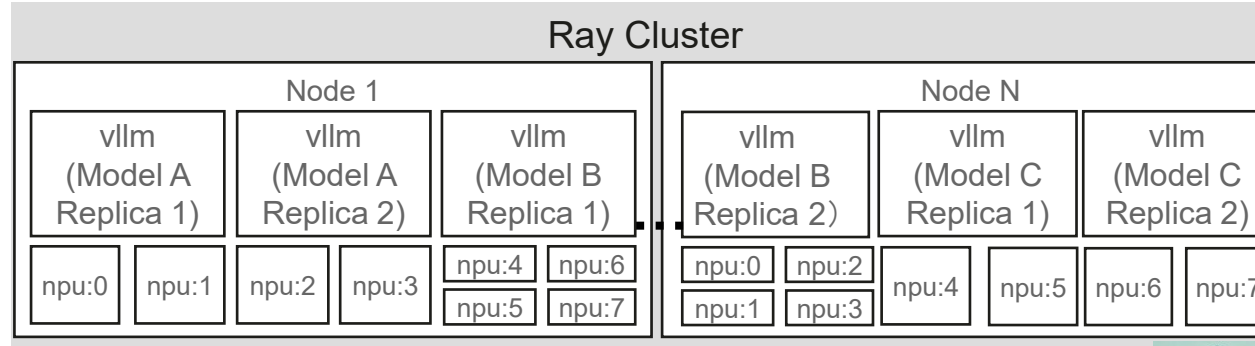 Ray Cluster
Node 1
vllm
(Model A
Replica 1)
vllm
(Model A
Replica 2)
vllm
(Model B
Replica 1)
npu:0
npu:1
npu:2
npu:3
npu:4
npu:6
npu:5
npu:7
Node N
vllm
(Model B
Replica 2）
vllm
(Model C
Replica 1)
vllm
(Model C
Replica 2)
npu:0
npu:2
npu:1
npu:3
npu:4
npu:5
npu:6
npu:7